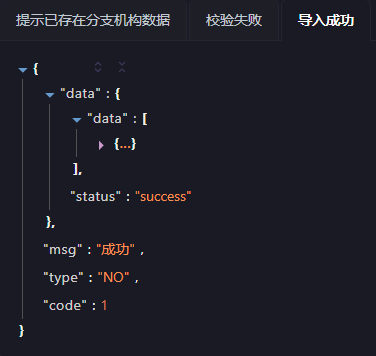 提示已存在分支机构数据 校验失败 导入成功
{
"data" : {
"data" : [
{...}
],
"status" : "success"
},
"msg" : "成功" ,
"type" : "NO" ,
"code" : 1
}